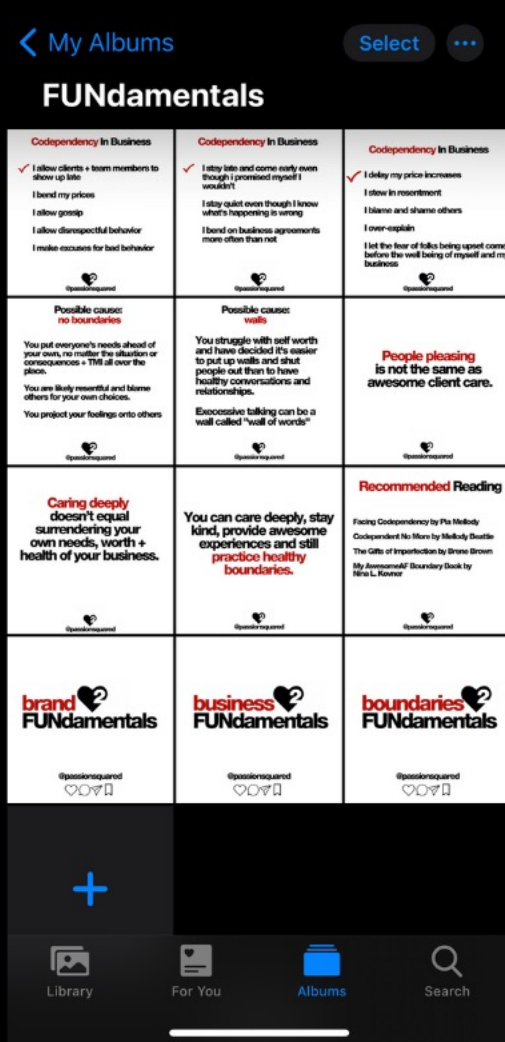 My Albums
Select
FUNdamentals
Codependency In Business
I allow clients + team members to
show up late
I bend my prices
I allow gossip
I allow disrespectful behavior
I make excuses for bad behavior
@passionsquared
Codependency In Business
I stay late and come early even
though i promised myself I
wouldn't
I stay quiet even though I know
what's happening is wrong
I bend on business agreements
more often than not
@passionsquared
Codependency In Business
I delay my price increases
I stew in resentment
I blame and shame others
I over-explain
I let the fear of folks being upset come
before the well being of myself and my
business
@passionsquared
Possible cause:
no boundaries
You put everyone's needs ahead of
your own, no matter the situation or
consequences + TMI all over the
place.
You are likely resentful and blame
others for your own choices.
You project your feelings onto others
@passionsquared
Possible cause:
walls
You struggle with self worth
and have decided it's easier
to put up walls and shut
people out than to have
healthy conversations and
relationships.
Execessive talking can be a
wall called "wall of words"
@passionsquared
People pleasing
is not the same as
awesome client care.
@passionsquared
Caring deeply
doesn't equal
surrendering your
own needs, worth +
health of your business.
@passionsquared
You can care deeply, stay
kind, provide awesome
experiences and still
practice healthy
boundaries.
@passionsquared
Recommended Reading
Facing Codependency by Pia Mellody
Codependent No More by Mellody Beattie
The Gifts of Imperfection by Brene Brown
My AwesomeAF Boundary Book by
Nina L. Kovner
@passionsquared
brand 2
FUNdamentals
@passionsquared
business 2
FUNdamentals
@passionsquared
boundaries 2
FUNdamentals
@passionsquared
Library
For You
Albums
Search